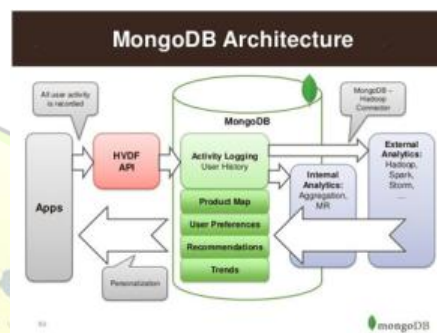 MongoDB Architecture
All user activity
is recorded
MongoDB –
Hadoop
Connector
MongoDB
Apps
HVDF
API
Activity Logging
User History
Product Map
User Preferences
Recommendations
Trends
Internal
Analytics:
Aggregation,
MR
External
Analytics:
Hadoop,
Spark,
Storm,
...
Personalization
mongoDB